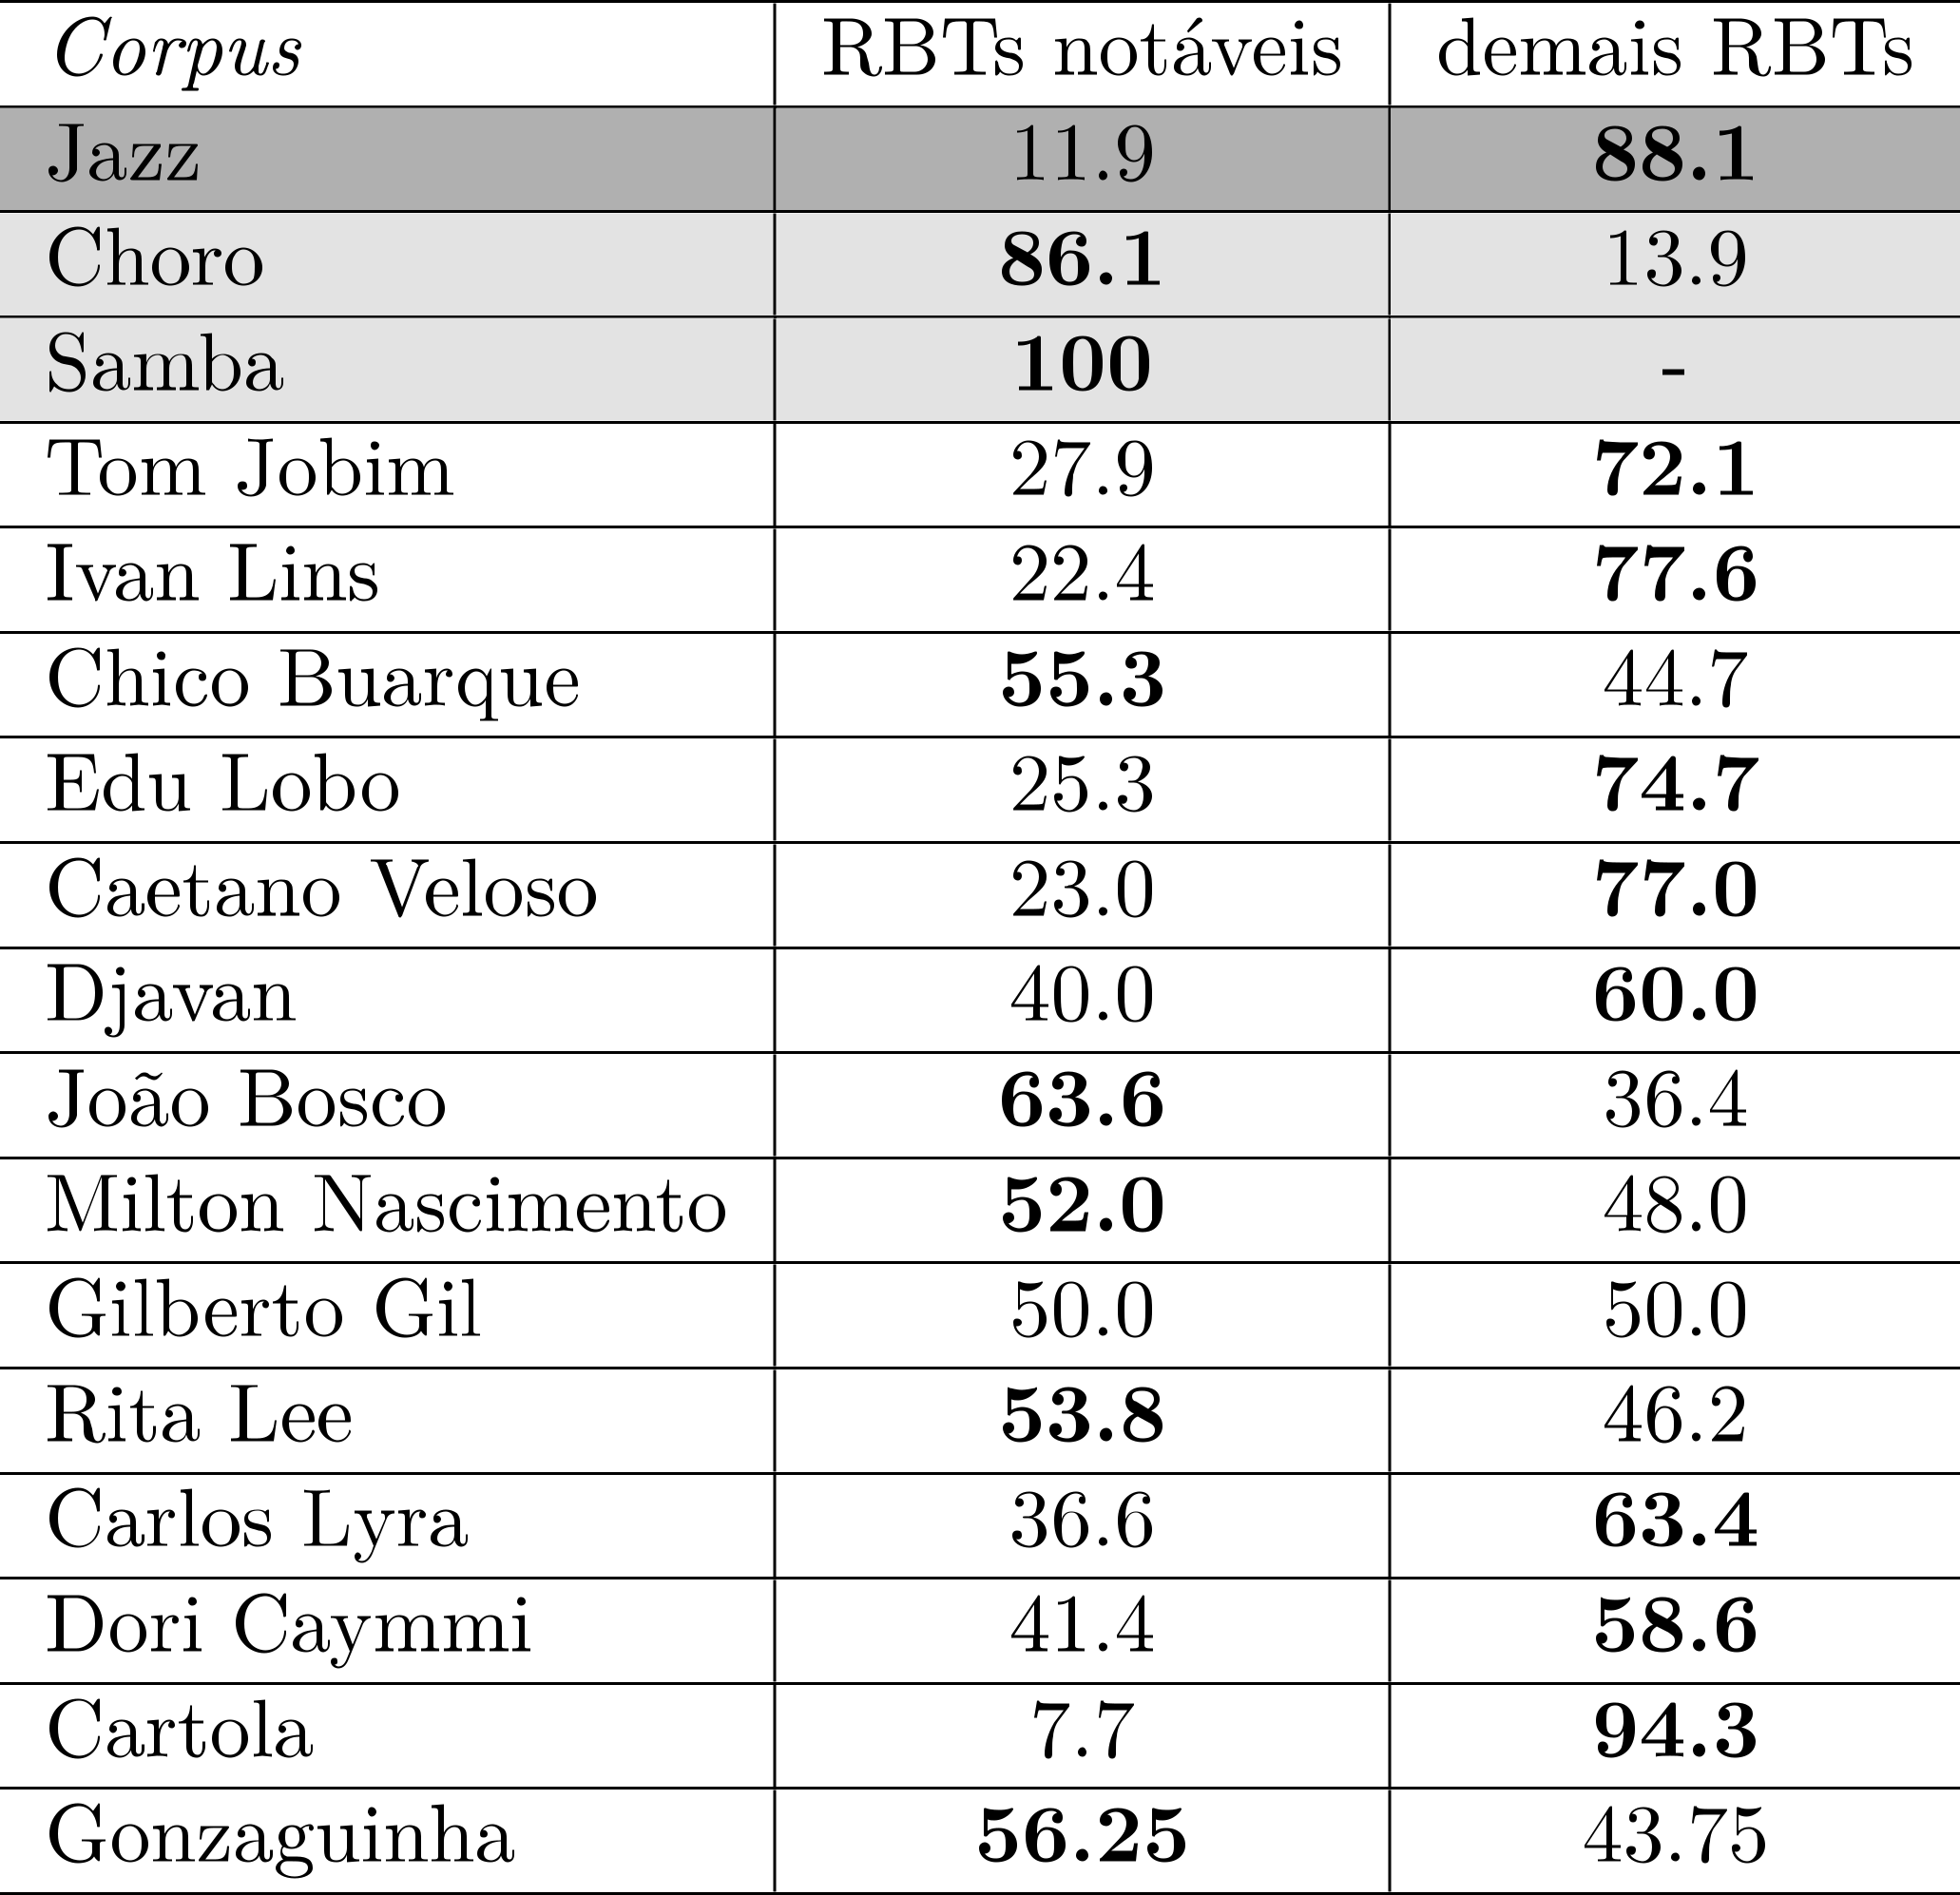 Corpus RBTs notáveis demais RBTs
Jazz 11.9 88.1
Choro 86.1 13.9
Samba 100 -
Tom Jobim 27.9 72.1
Ivan Lins 22.4 77.6
Chico Buarque 55.3 44.7
Edu Lobo 25.3 74.7
Caetano Veloso 23.0 77.0
Djavan 40.0 60.0
João Bosco 63.6 36.4
Milton Nascimento 52.0 48.0
Gilberto Gil 50.0 50.0
Rita Lee 53.8 46.2
Carlos Lyra 36.6 63.4
Dori Caymmi 41.4 58.6
Cartola 7.7 94.3
Gonzaguinha 56.25 43.75